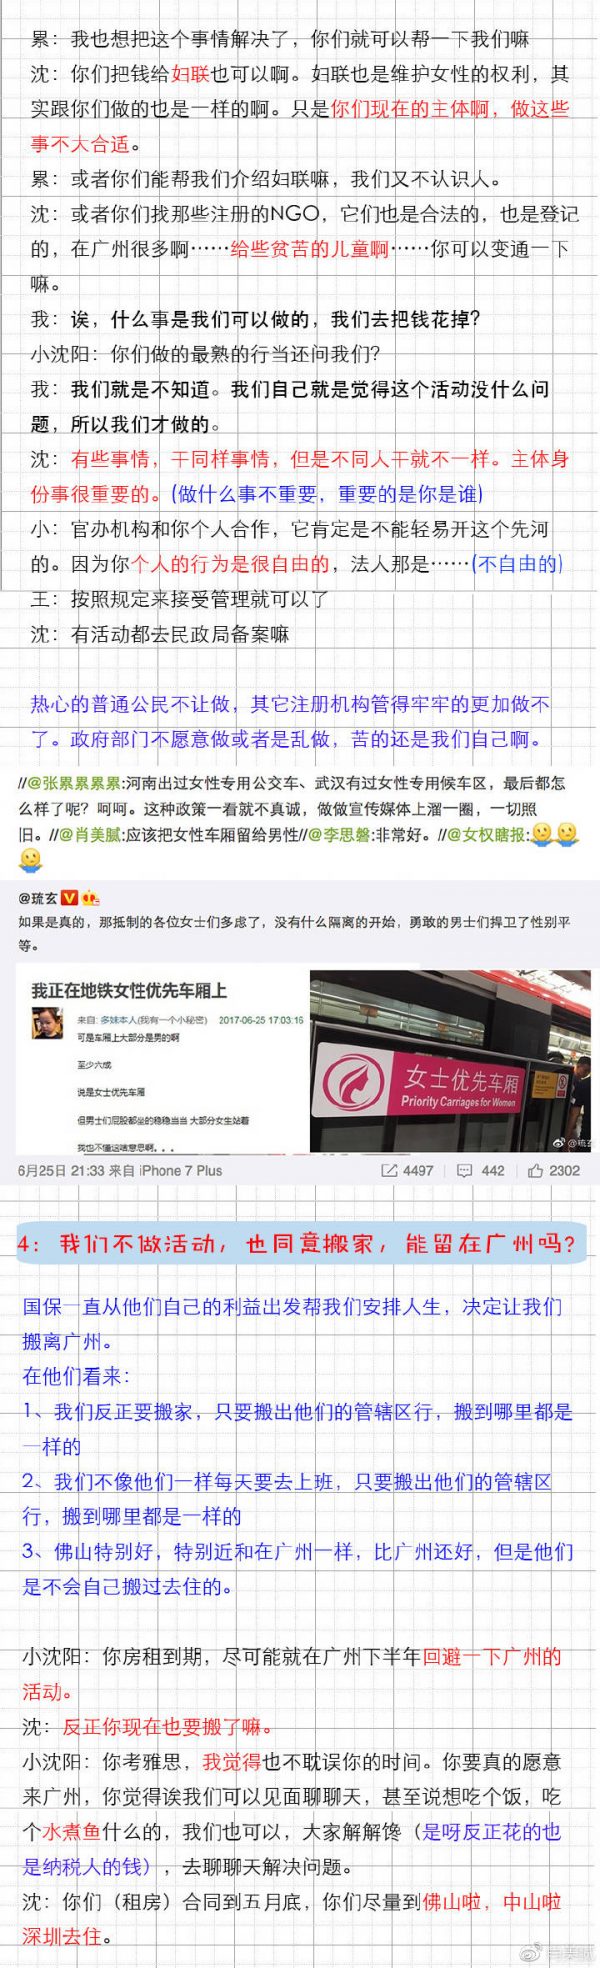 累：我也想把这个事情解决了，你们就可以帮一下我们嘛
沈：你们把钱给妇联也可以啊。妇联也是维护女性的权利，其
实跟你们做的也是一样的啊。只是你们现在的主体啊，做这些
事不大合适。
累：或者你们能帮我们介绍妇联嘛，我们又不认识人。
沈：或者你们找那些注册的NGO，它们也是合法的，也是登记
的，在广州很多啊……给些贫苦的儿童啊……你可以变通一下
嘛。
我：诶，什么事是我们可以做的，我们去把钱花掉？
小沈阳：你们做的最熟的行当还问我们？
我：我们就是不知道。我们自己就是觉得这个活动没什么问
题，所以我们才做的。
沈：有些事情，干同样事情，但是不同人干就不一样。主体身
份事很重要的。(做什么事不重要，重要的是你是谁)
小：官办机构和你个人合作，它肯定是不能轻易开这个先河
的。因为你个人的行为是很自由的，法人那是……(不自由的)
王：按照规定来接受管理就可以了
沈：有活动都去民政局备案嘛
热心的普通公民不让做，其它注册机构管得牢牢的更加做不
了。政府部门不愿意做或者是乱做，苦的还是我们自己啊。
//@张累累累累:河南出过女性专用公交车、武汉有过女性专用候车区，最后都怎
么样了呢？呵呵。这种政策一看就不真诚，做做宣传媒体上溜一圈，一切照
旧。//@肖美腻:应该把女性车厢留给男性//@李思磐:非常好。//@女权瞎报:
@琉玄
如果是真的，那抵制的各位女士们多虑了，没有什么隔离的开始，勇敢的男士们捍卫了性别平
等。
我正在地铁女性优先车厢上
来自: 多妹本人(我有一个小秘密) 2017-06-25 17:03:16
可是车厢上大部分是男的啊
至少六成
说是女士优先车厢
但男士们屁股都坐的稳稳当当 大部分女生站着
我也不懂这啥意思啊。。。
女士优先车厢
Priority Carriages for Women
@琉玄
6月25日 21:33 来自 iPhone 7 Plus
4497 442 2302
4：我们不做活动，也同意搬家，能留在广州吗？
国保一直从他们自己的利益出发帮我们安排人生，决定让我们
搬离广州。
在他们看来：
1、我们反正要搬家，只要搬出他们的管辖区行，搬到哪里都是
一样的
2、我们不像他们一样每天要去上班，只要搬出他们的管辖区
行，搬到哪里都是一样的
3、佛山特别好，特别近和在广州一样，比广州还好，但是他们
是不会自己搬过去住的。
小沈阳：你房租到期，尽可能就在广州下半年回避一下广州的
活动。
沈：反正你现在也要搬了嘛。
小沈阳：你考雅思，我觉得也不耽误你的时间。你要真的愿意
来广州，你觉得诶我们可以见面聊聊天，甚至说想吃个饭，吃
个水煮鱼什么的，我们也可以，大家解解馋（是呀反正花的也
是纳税人的钱），去聊聊天解决问题。
沈：你们（租房）合同到五月底，你们尽量到佛山啦，中山啦
深圳去住。